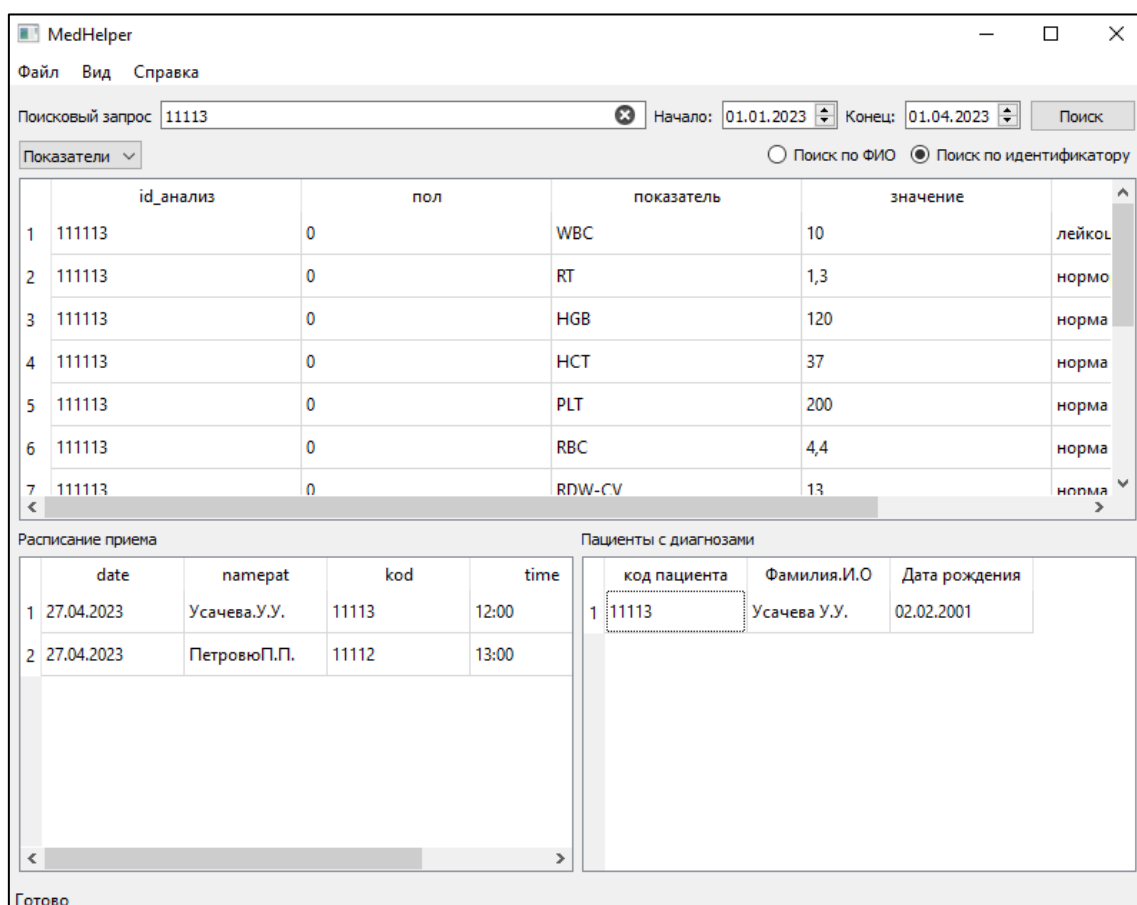 MedHelper
Файл Вид Справка
Поисковый запрос 11113 Начало: 01.01.2023 Конец: 01.04.2023 Поиск
Показатели Поиск по ФИО Поиск по идентификатору
id_анализ пол показатель значение
1 111113 0 WBC 10 лейкоц
2 111113 0 RT 1,3 нормо
3 111113 0 HGB 120 норма
4 111113 0 HCT 37 норма
5 111113 0 PLT 200 норма
6 111113 0 RBC 4,4 норма
7 111113 0 RDW-CV 13 норма
Расписание приема Пациенты с диагнозами
date namepat kod time код пациента Фамилия.И.О Дата рождения
1 27.04.2023 Усачева.У.У. 11113 12:00 1 11113 Усачева У.У. 02.02.2001
2 27.04.2023 ПетровюП.П. 11112 13:00
Готово